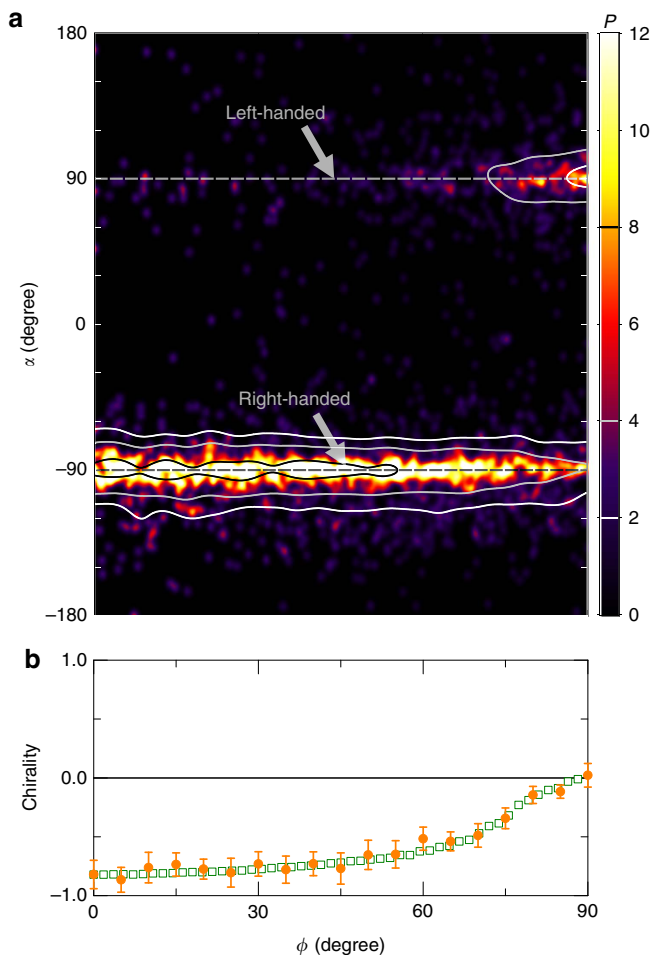 a
180
P
12
Left-handed
10
90
8
α (degree)
0
6
Right-handed
4
−90
2
−180
0
b
1.0
Chirality
0.0
−1.0
0
30
60
90
ϕ (degree)